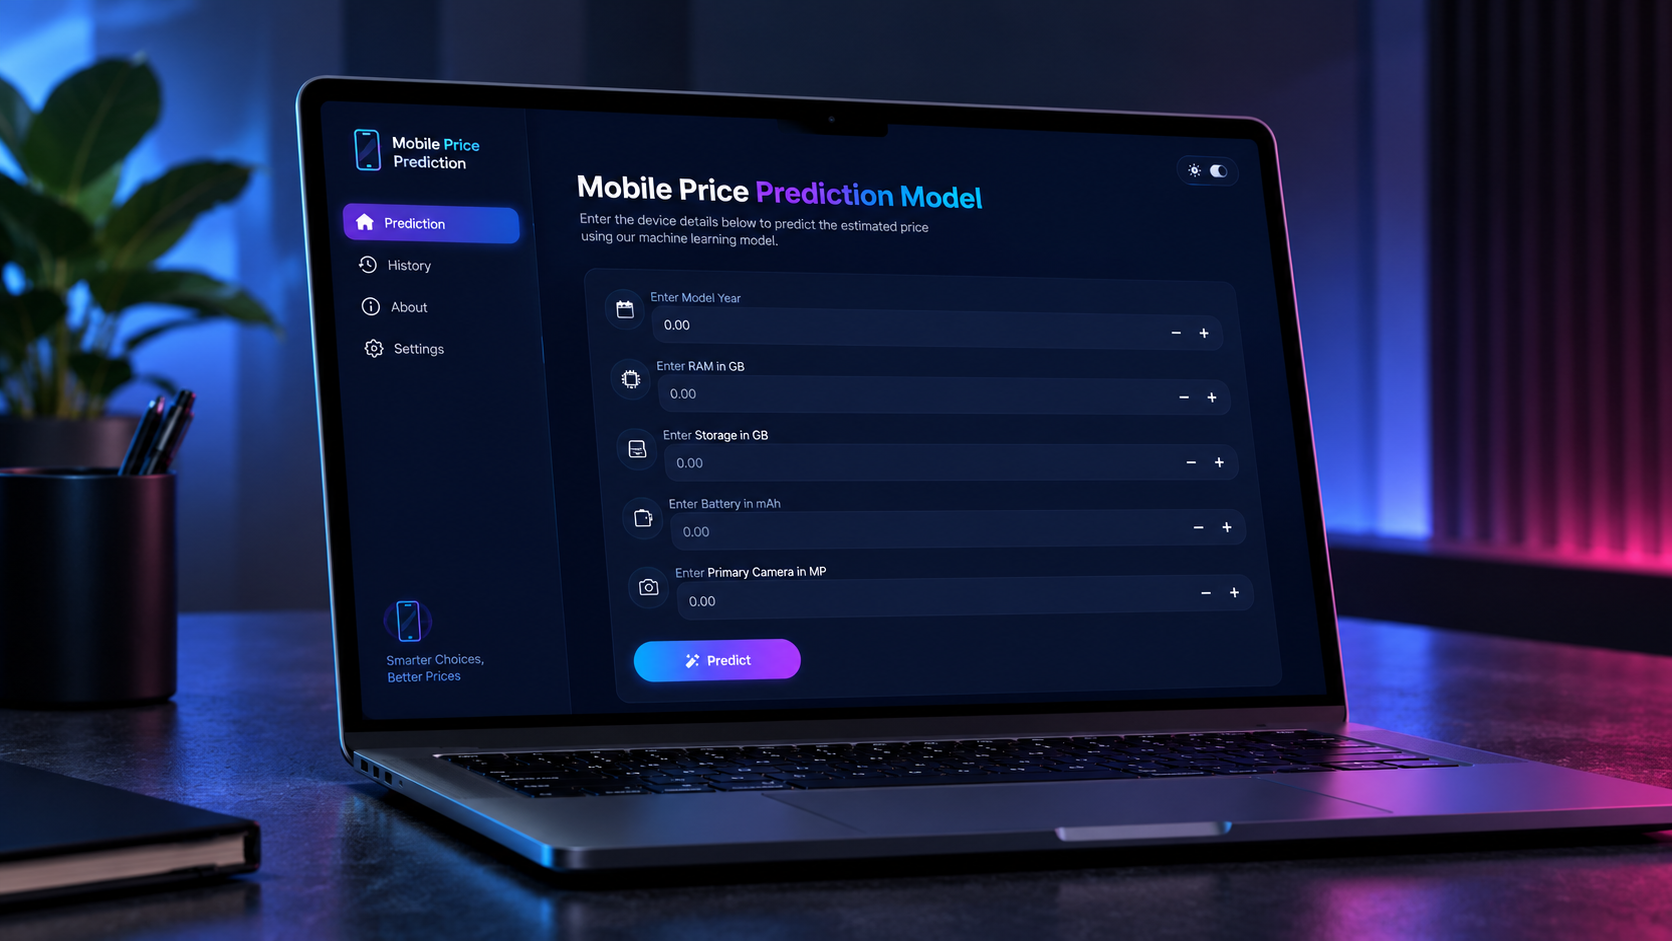 Mobile Price
Prediction
Prediction
History
About
Settings
Smarter Choices,
Better Prices
Mobile Price Prediction Model
Enter the device details below to predict the estimated price
using our machine learning model.
Enter Model Year
0.00
Enter RAM in GB
0.00
Enter Storage in GB
0.00
Enter Battery in mAh
0.00
Enter Primary Camera in MP
0.00
Predict